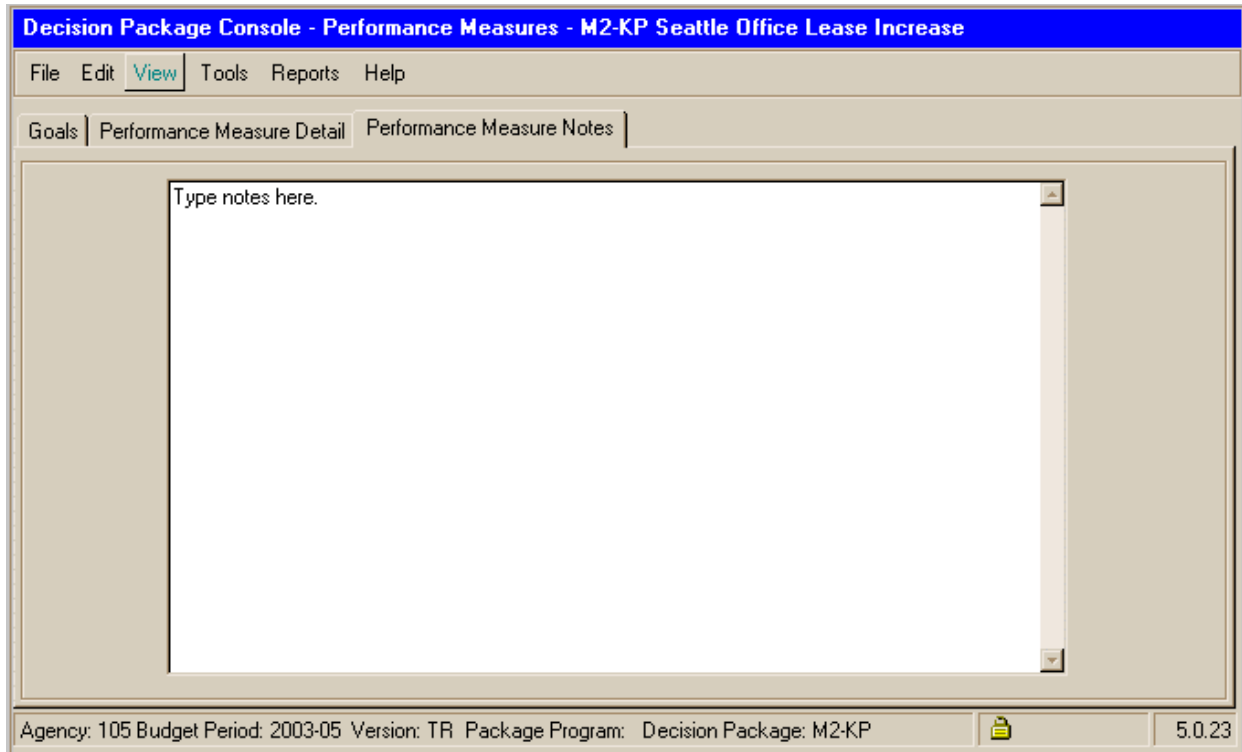 Decision Package Console - Performance Measures - M2-KP Seattle Office Lease Increase
File Edit View Tools Reports Help
Goals Performance Measure Detail Performance Measure Notes
Type notes here.
Agency: 105 Budget Period: 2003-05 Version: TR Package Program: Decision Package: M2-KP 5.0.23